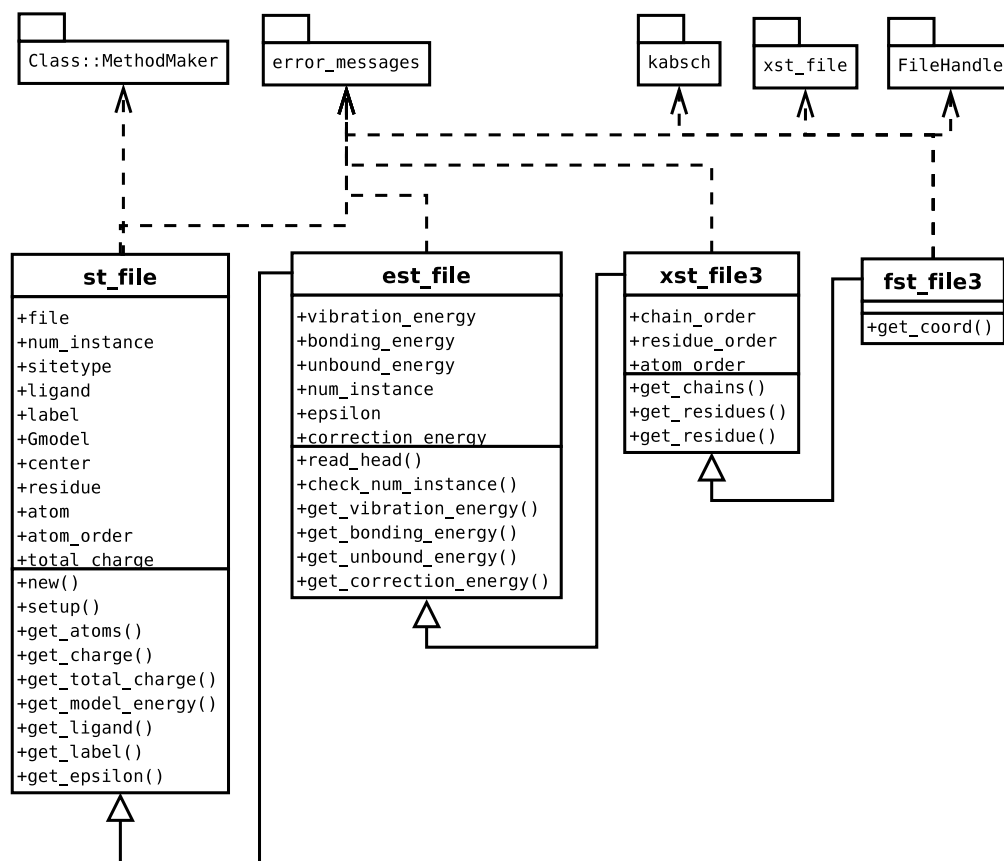 Class::MethodMaker
error_messages
kabsch
xst_file
FileHandle
st_file
+file
+num_instance
+sitetype
+ligand
+label
+Gmodel
+center
+residue
+atom
+atom_order
+total_charge
+new()
+setup()
+get_atoms()
+get_charge()
+get_total_charge()
+get_model_energy()
+get_ligand()
+get_label()
+get_epsilon()
est_file
+vibration_energy
+bonding_energy
+unbound_energy
+num_instance
+epsilon
+correction_energy
+read_head()
+check_num_instance()
+get_vibration_energy()
+get_bonding_energy()
+get_unbound_energy()
+get_correction_energy()
xst_file3
+chain_order
+residue_order
+atom_order
+get_chains()
+get_residues()
+get_residue()
fst_file3
+get_coord()